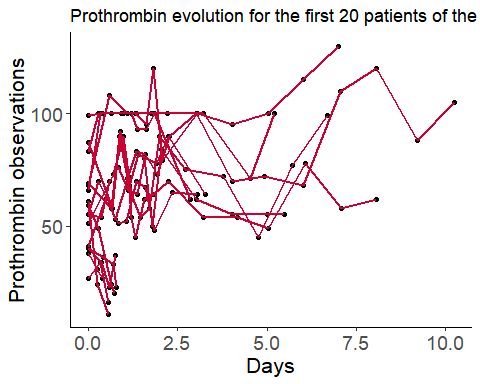 Prothrombin evolution for the first 20 patients of the
Prothrombin observations
100
50
0.0 2.5 5.0 7.5 10.0
Days